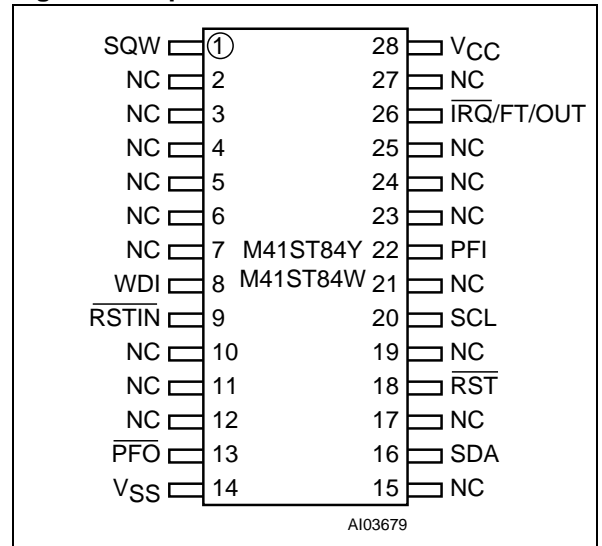 SQW 1 28 VCC
NC 2 27 NC
NC 3 26 IRQ/FT/OUT
NC 4 25 NC
NC 5 24 NC
NC 6 23 NC
NC 7 M41ST84Y 22 PFI
WDI 8 M41ST84W 21 NC
RSTIN 9 20 SCL
NC 10 19 NC
NC 11 18 RST
NC 12 17 NC
PFO 13 16 SDA
VSS 14 15 NC
AI03679